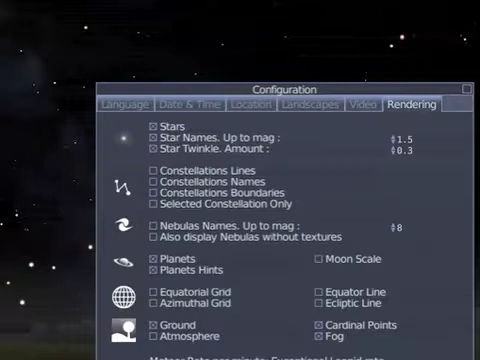 Configuration
Language Date & Time Location Landscapes Video Rendering
Stars
Star Names. Up to mag : 1.5
Star Twinkle. Amount : 0.3
Constellations Lines
Constellations Names
Constellations Boundaries
Selected Constellation Only
Nebulas Names. Up to mag : 8
Also display Nebulas without textures
Planets Moon Scale
Planets Hints
Equatorial Grid Equator Line
Azimuthal Grid Ecliptic Line
Ground Cardinal Points
Atmosphere Fog